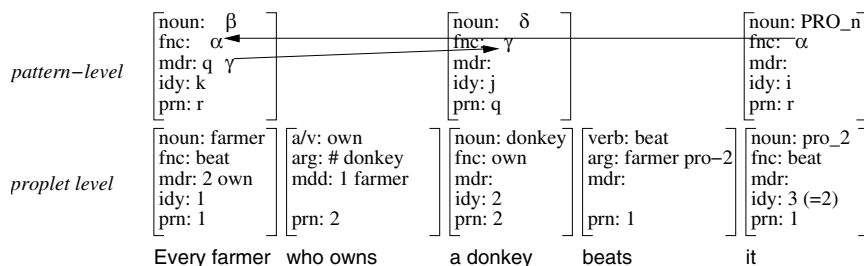 noun: β noun: δ noun: PRO_n
fnc: α fnc: γ fnc: α
pattern−level mdr: q γ mdr: mdr:
idy: k idy: j idy: i
prn: r prn: q prn: r
noun: farmer a/v: own noun: donkey verb: beat noun: pro_2
fnc: beat arg: # donkey fnc: own arg: farmer pro−2 fnc: beat
proplet level mdr: 2 own mdd: 1 farmer mdr: mdr: mdr:
idy: 1 idy: 2 idy: 3 (=2)
prn: 1 prn: 2 prn: 2 prn: 1 prn: 1
Every farmer who owns a donkey beats it